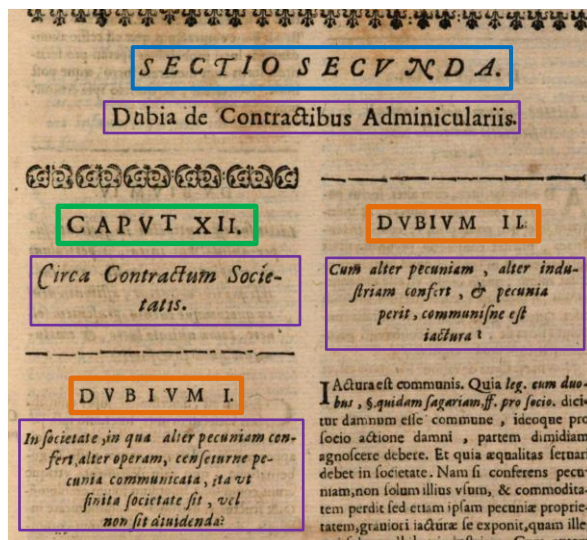 SECTIO SECVNDA.
Dubia de Contractibus Adminiculariis.
CAPVT XII.
Circa Contractum Socie-
tatis.
DVBIVM I.
In ſocietate, in qua alter pecuniam con-
fert, alter operam, cenſeturne pe-
cunia communicata, ita vt
finita ſocietate ſit, vel
non ſit diuidenda?
DVBIVM II.
Cum alter pecuniam, alter indu-
ſtriam confert, & pecunia
perit, communiſne eſt
iactura?
IActura eſt communis. Quia leg. cum duo-
bus, §. quidam ſagariam, ff. pro ſocio. dici-
tur damnum eſſe commune, ideoque pro
ſocio actione damni, partem dimidiam
agnoſcere debere. Et quia æqualitas ſeruari
debet in ſocietate. Nam ſi conferens pecu-
niam, non ſolum illius vſum, & commodita-
tem perdit ſed etiam ipſam pecuniæ proprie-
tatem, grauiori iacturæ ſe exponit, quam ille,